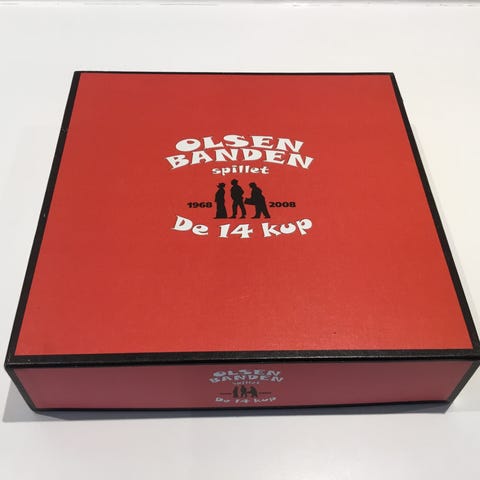 OLSEN
BANDEN
spillet
1968 2008
De 14 kup
OLSEN
BANDEN
spillet
De 14 kup